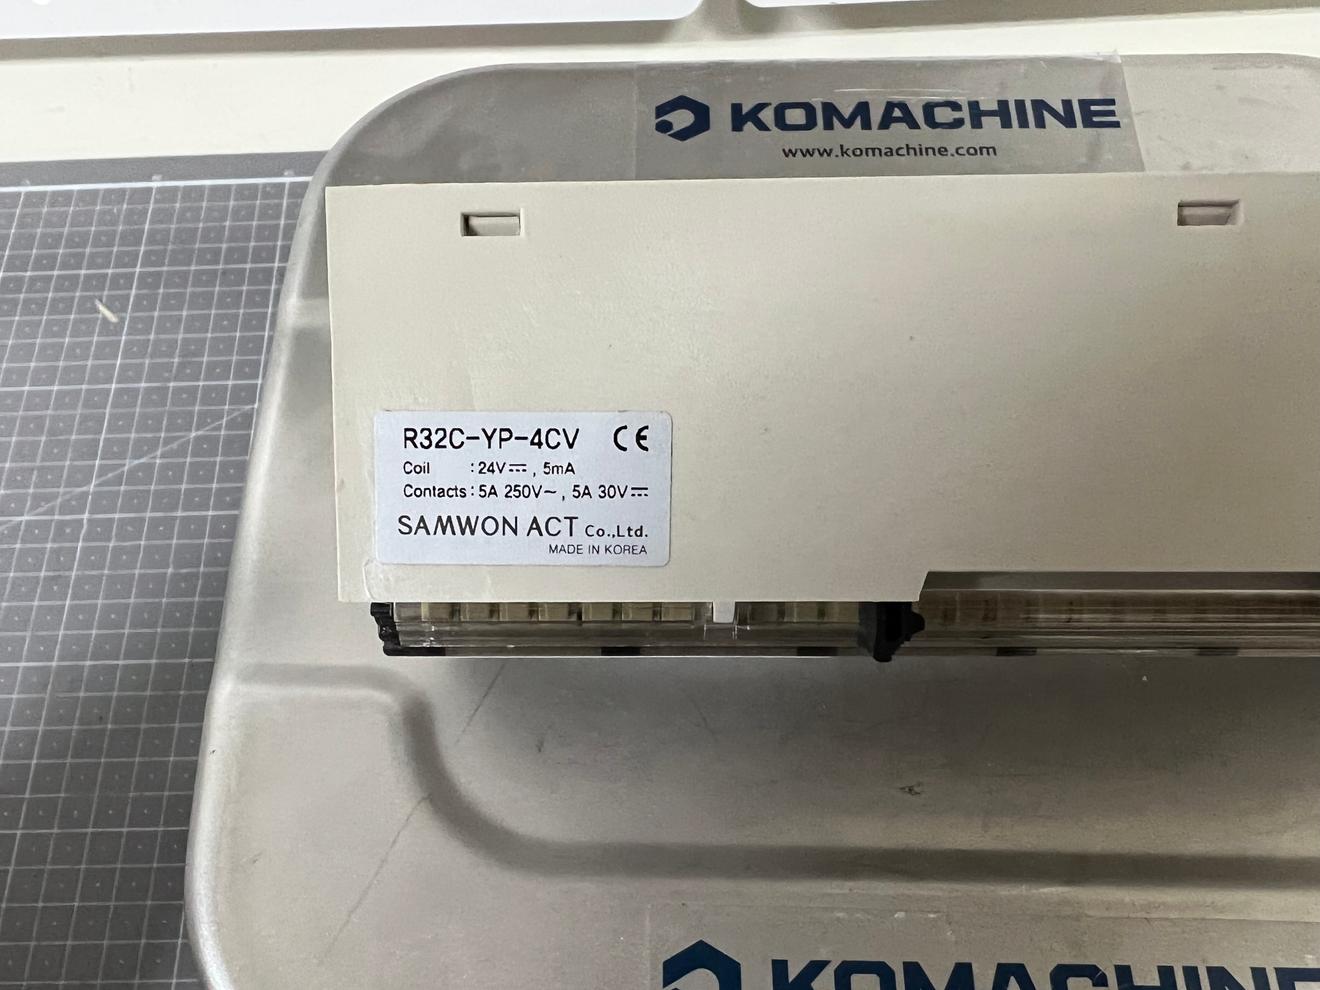 KOMACHINE
www.komachine.com
R32C-YP-4CV CE
Coil : 24V⎓ , 5mA
Contacts : 5A 250V~ , 5A 30V⎓
SAMWON ACT Co.,Ltd.
MADE IN KOREA
KOMACHINE